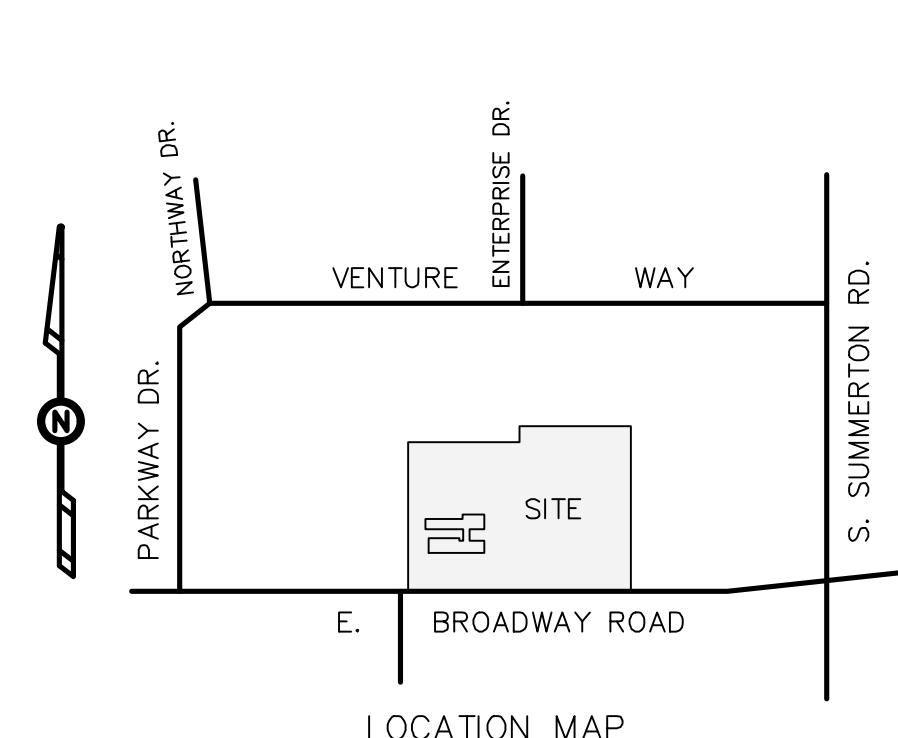 NORTHWAY DR.
ENTERPRISE DR.
VENTURE WAY
S. SUMMERTON RD.
PARKWAY DR.
N
SITE
E. BROADWAY ROAD
LOCATION MAP